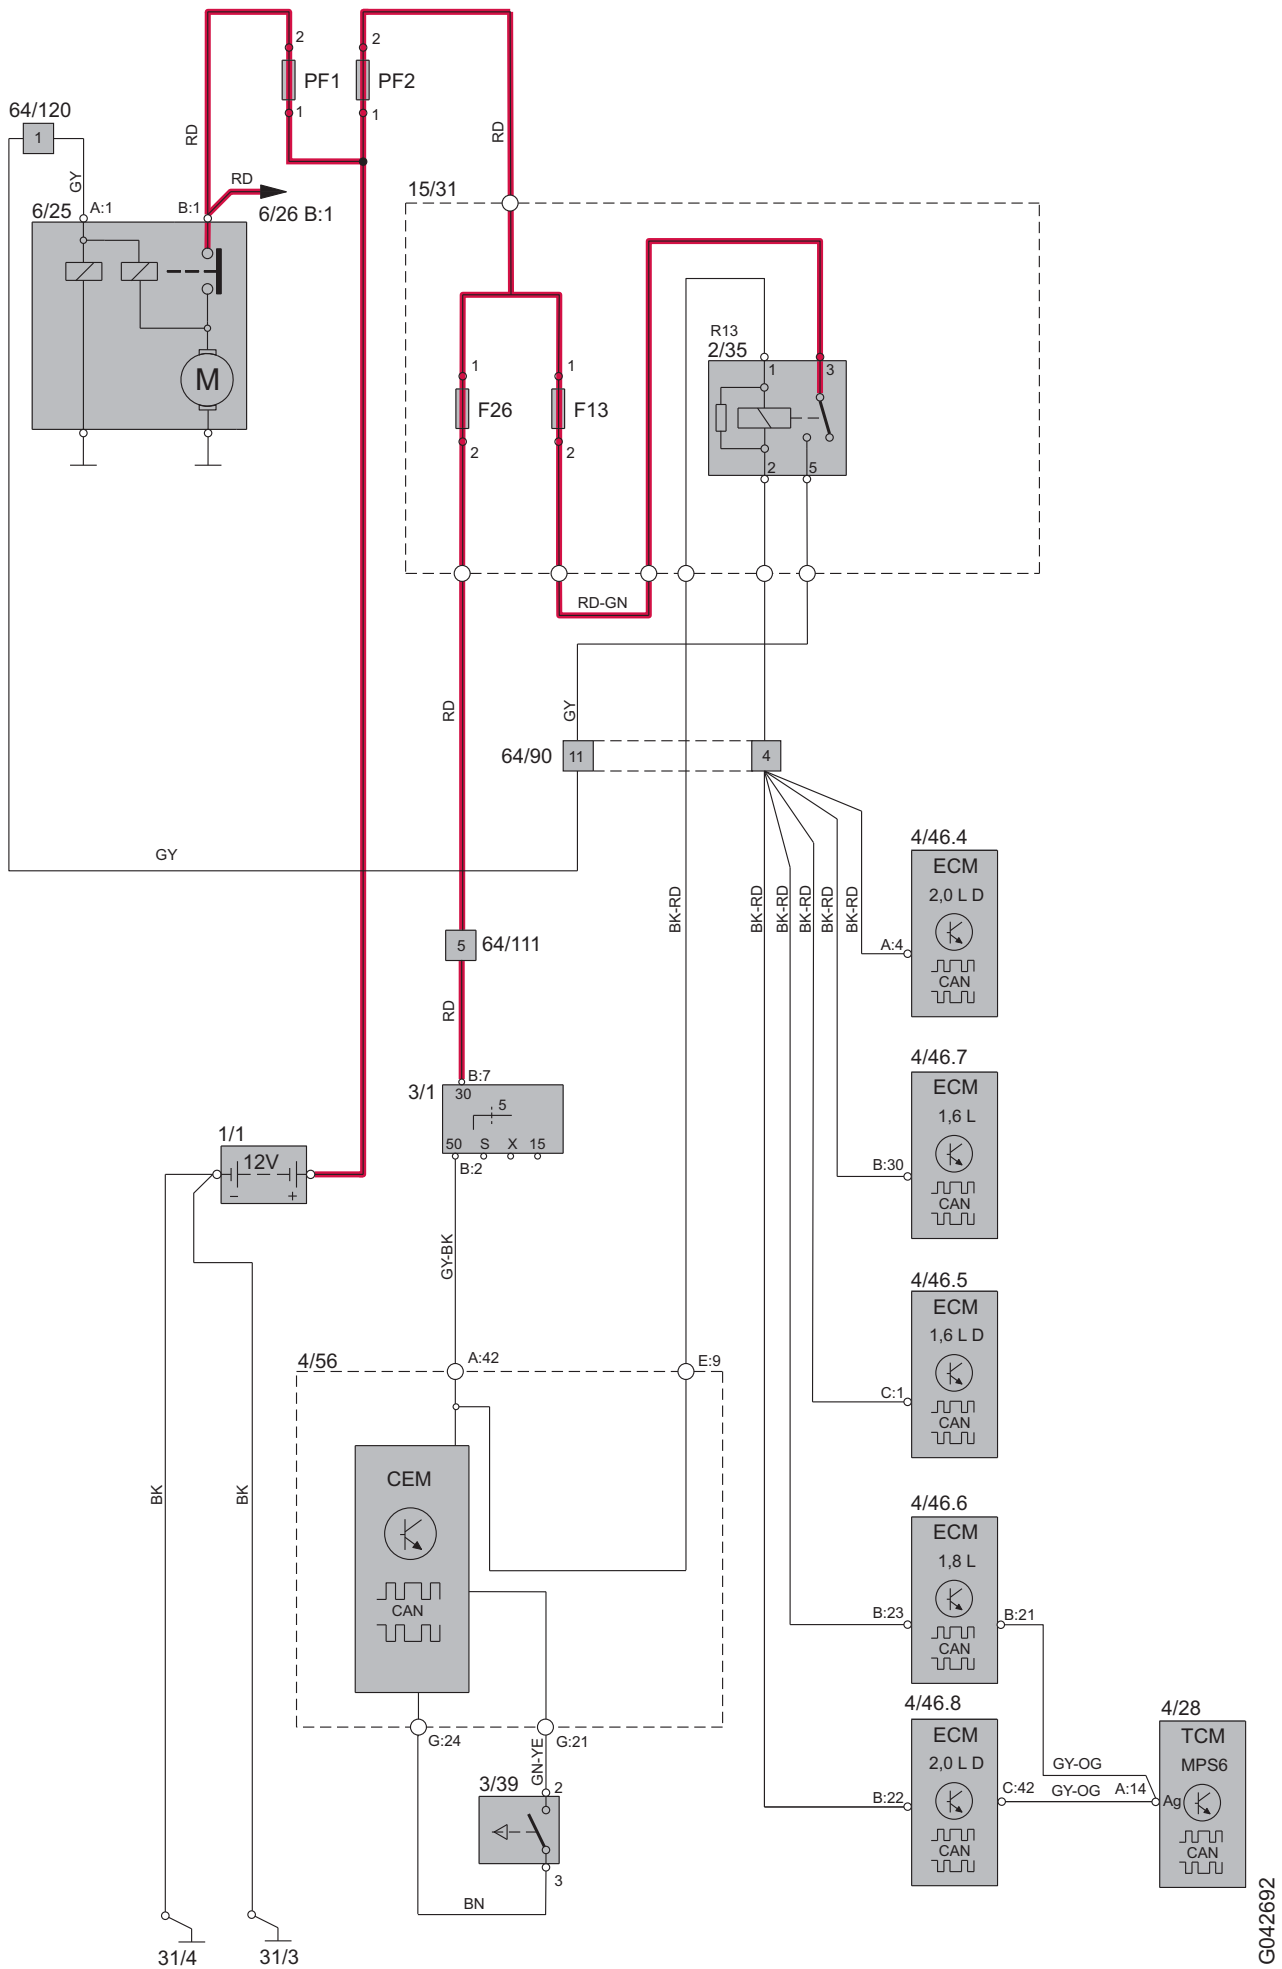 2
2
PF1
PF2
1
1
64/120
1
RD
RD
GY
RD
6/26 B:1
6/25
A:1
B:1
M
15/31
R13
2/35
1
3
1
1
F26
F13
2
2
2
5
RD-GN
RD
GY
64/90
11
4
GY
BK-RD
BK-RD
BK-RD
BK-RD
BK-RD
BK-RD
5
64/111
RD
4/46.4
ECM
2,0 L D
A:4
CAN
4/46.7
ECM
1,6 L
B:30
CAN
3/1
B:7
30
5
50
S
X
15
B:2
1/1
12V
–
+
GY-BK
4/46.5
ECM
1,6 L D
C:1
CAN
4/56
A:42
E:9
CEM
CAN
BK
BK
4/46.6
ECM
1,8 L
B:23
B:21
CAN
G:24
G:21
GN-YE
3/39
2
3
BN
4/46.8
ECM
2,0 L D
B:22
C:42
CAN
GY-OG
GY-OG
A:14
4/28
TCM
MPS6
Ag
CAN
31/4
31/3
G042692